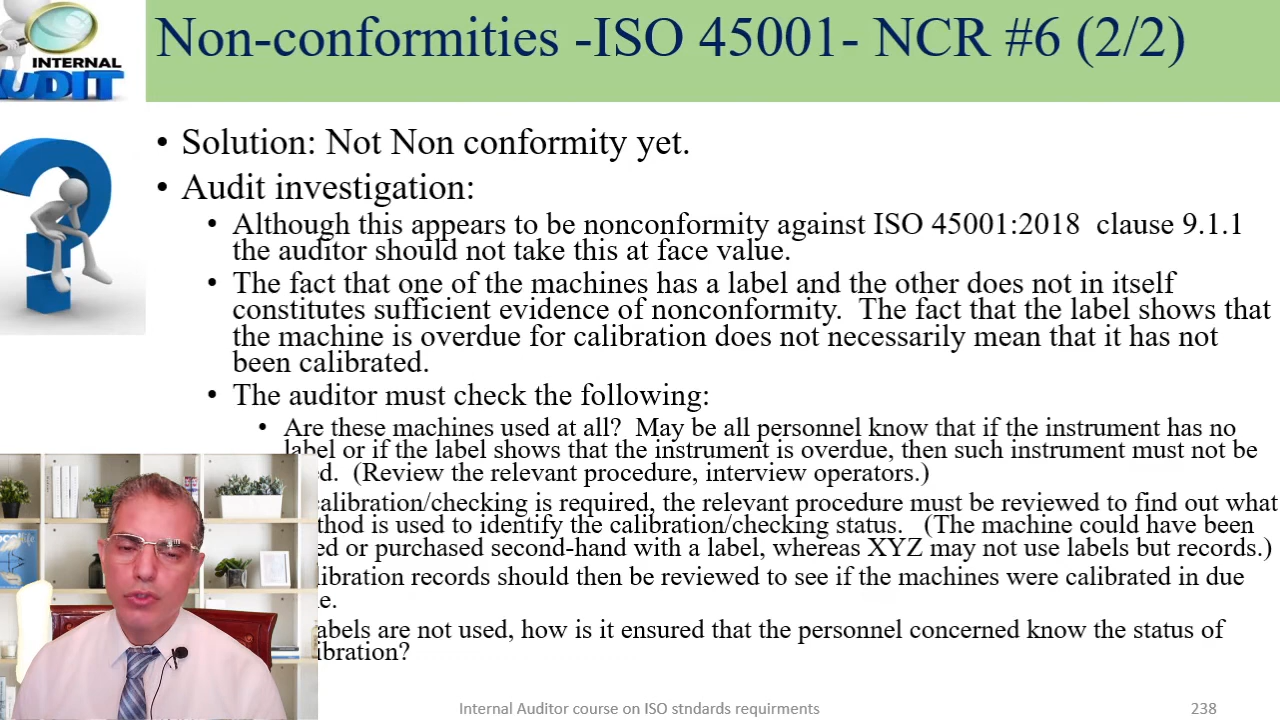 Non-conformities -ISO 45001- NCR #6 (2/2)
INTERNAL
AUDIT
• Solution: Not Non conformity yet.
• Audit investigation:
• Although this appears to be nonconformity against ISO 45001:2018 clause 9.1.1
the auditor should not take this at face value.
• The fact that one of the machines has a label and the other does not in itself
constitutes sufficient evidence of nonconformity. The fact that the label shows that
the machine is overdue for calibration does not necessarily mean that it has not
been calibrated.
• The auditor must check the following:
• Are these machines used at all? May be all personnel know that if the instrument has no
label or if the label shows that the instrument is overdue, then such instrument must not be
(Review the relevant procedure, interview operators.)
calibration/checking is required, the relevant procedure must be reviewed to find out what
is used to identify the calibration/checking status. (The machine could have been
or purchased second-hand with a label, whereas XYZ may not use labels but records.)
records should then be reviewed to see if the machines were calibrated in due
labels are not used, how is it ensured that the personnel concerned know the status of
Internal Auditor course on ISO stndards requirments
238